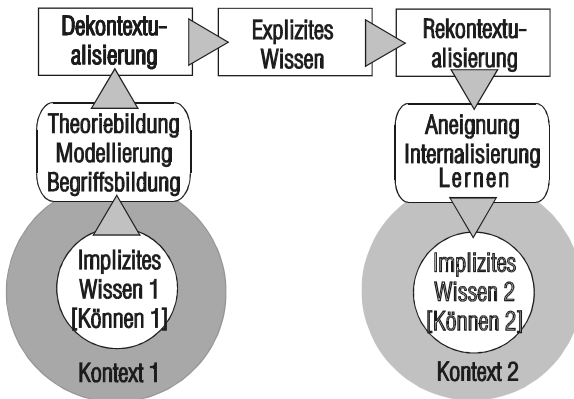 Dekontextu-
alisierung
Explizites
Wissen
Rekontextu-
alisierung
Theoriebildung
Modellierung
Begriffsbildung
Aneignung
Internalisierung
Lernen
Implizites
Wissen 1
[Können 1]
Implizites
Wissen 2
[Können 2]
Kontext 1
Kontext 2